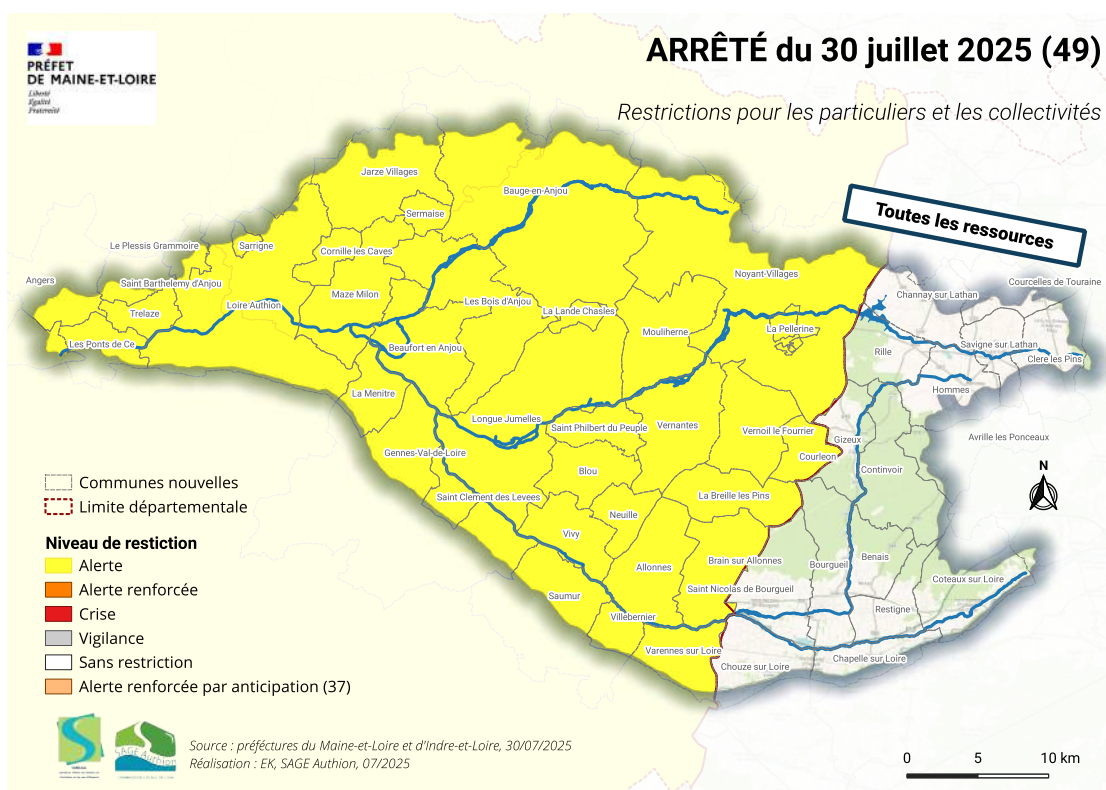 PRÉFET
DE MAINE-ET-LOIRE
Liberté
Égalité
Fraternité
ARRÊTÉ du 30 juillet 2025 (49)
Restrictions pour les particuliers et les collectivités
Toutes les ressources
Jarze Villages
Bauge-en-Anjou
Sermaise
Le Plessis Grammoire
Sarrigne
Cornille les Caves
Angers
Saint Barthelemy d'Anjou
Noyant-Villages
Courcelles de Touraine
Channay sur Lathan
Maze Milon
Loire Authion
Les Bois d'Anjou
La Lande Chasles
Trelaze
Mouliherne
La Pellerine
Les Ponts de Ce
Beaufort en Anjou
Rille
Savigne sur Lathan
Clere les Pins
La Menitre
Hommes
Longue Jumelles
Saint Philbert du Peuple
Vernantes
Vernoil le Fourrier
Gizeux
Avrille les Ponceaux
Gennes-Val-de-Loire
Courleon
Blou
Continvoir
Saint Clement des Levees
La Breille les Pins
Neuille
Vivy
Brain sur Allonnes
Benais
Allonnes
Bourgueil
Coteaux sur Loire
Saint Nicolas de Bourgueil
Saumur
Restigne
Villebernier
Varennes sur Loire
Chouze sur Loire
Chapelle sur Loire
N
Communes nouvelles
Limite départementale
Niveau de restiction
Alerte
Alerte renforcée
Crise
Vigilance
Sans restriction
Alerte renforcée par anticipation (37)
SAGE Authion
Source : préféctures du Maine-et-Loire et d'Indre-et-Loire, 30/07/2025
Réalisation : EK, SAGE Authion, 07/2025
0 5 10 km